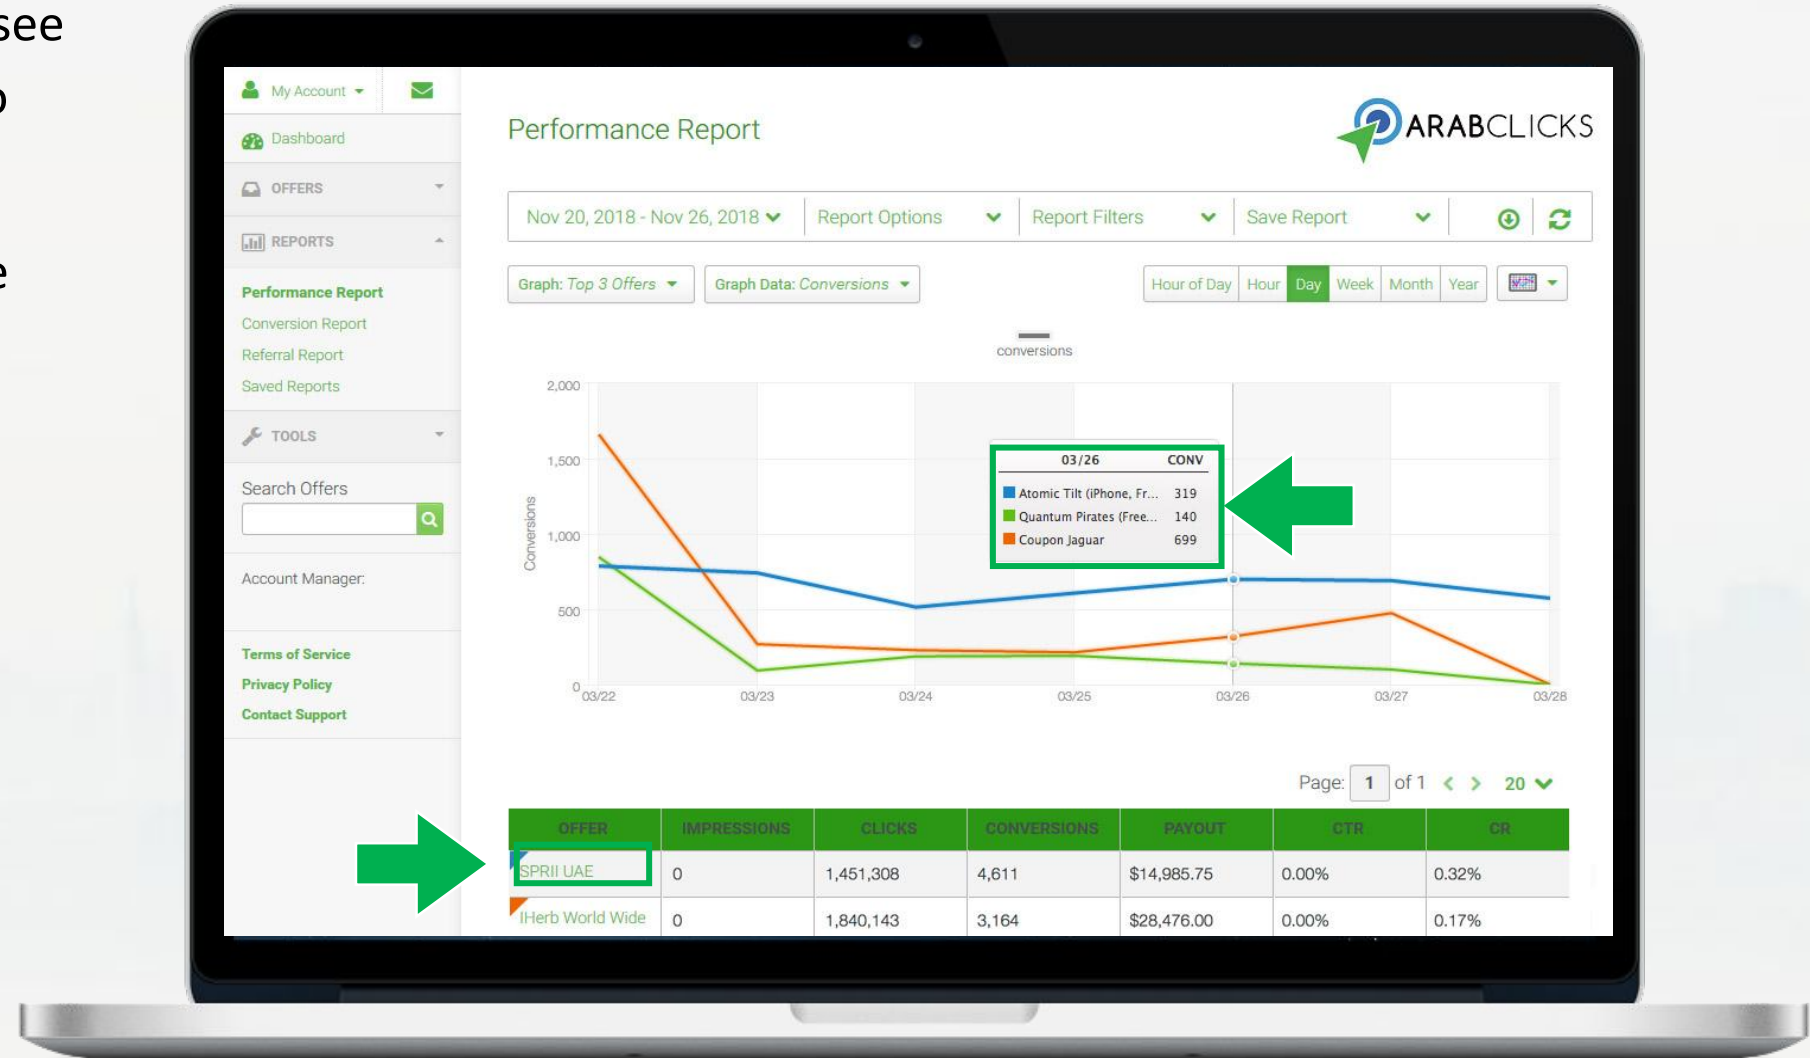 see
My Account
Dashboard
OFFERS
REPORTS
Performance Report
Conversion Report
Referral Report
Saved Reports
TOOLS
Search Offers
Account Manager:
Terms of Service
Privacy Policy
Contact Support
Performance Report
ARABCLICKS
Nov 20, 2018 - Nov 26, 2018 Report Options Report Filters Save Report
Graph: Top 3 Offers Graph Data: Conversions Hour of Day Hour Day Week Month Year
conversions
Conversions
2,000
1,500
1,000
500
0
03/26 CONV
Atomic Tilt (iPhone, Fr... 319
Quantum Pirates (Free... 140
Coupon Jaguar 699
03/22 03/23 03/24 03/25 03/26 03/27 03/28
Page: 1 of 1 < > 20
OFFER IMPRESSIONS CLICKS CONVERSIONS PAYOUT CTR CR
SPRII UAE 0 1,451,308 4,611 $14,985.75 0.00% 0.32%
IHerb World Wide 0 1,840,143 3,164 $28,476.00 0.00% 0.17%